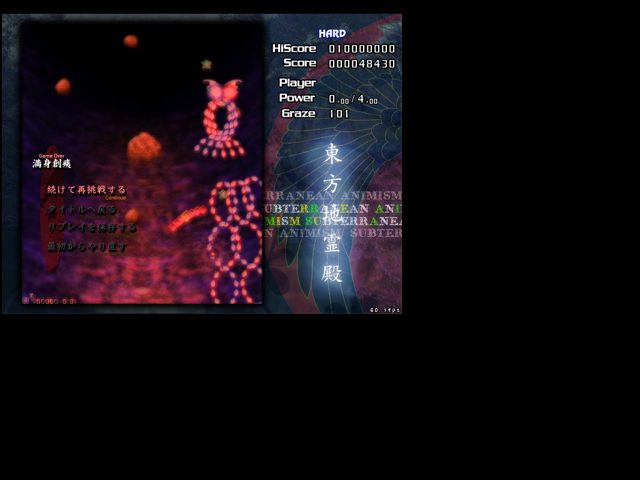 HARD
HiScore 010000000
Score 000048430
Player
Power 0.00/4.00
Graze 101
Game Over
満身創痍
続けて再挑戦する
Continue
タイトルへ戻る
リプレイを保存する
最初からやり直す
東方地霊殿
SUBTERRANEAN ANIMISM